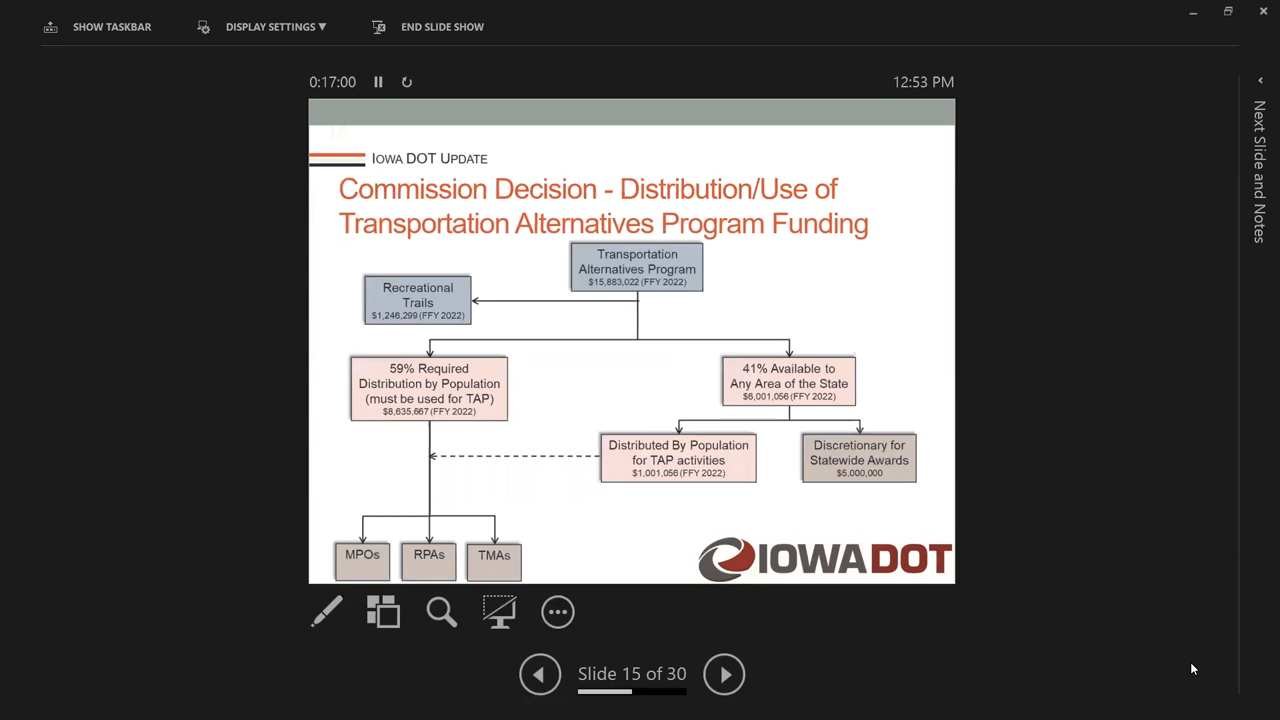 SHOW TASKBAR
DISPLAY SETTINGS ▼
END SLIDE SHOW
0:17:00
12:53 PM
Next Slide and Notes
IOWA DOT UPDATE
Commission Decision - Distribution/Use of
Transportation Alternatives Program Funding
Transportation
Alternatives Program
$15,883,022 (FFY 2022)
Recreational
Trails
$1,246,299 (FFY 2022)
59% Required
Distribution by Population
(must be used for TAP)
$8,635,667 (FFY 2022)
41% Available to
Any Area of the State
$6,001,056 (FFY 2022)
Distributed By Population
for TAP activities
$1,001,056 (FFY 2022)
Discretionary for
Statewide Awards
$5,000,000
MPOs
RPAs
TMAs
IOWADOT
Slide 15 of 30